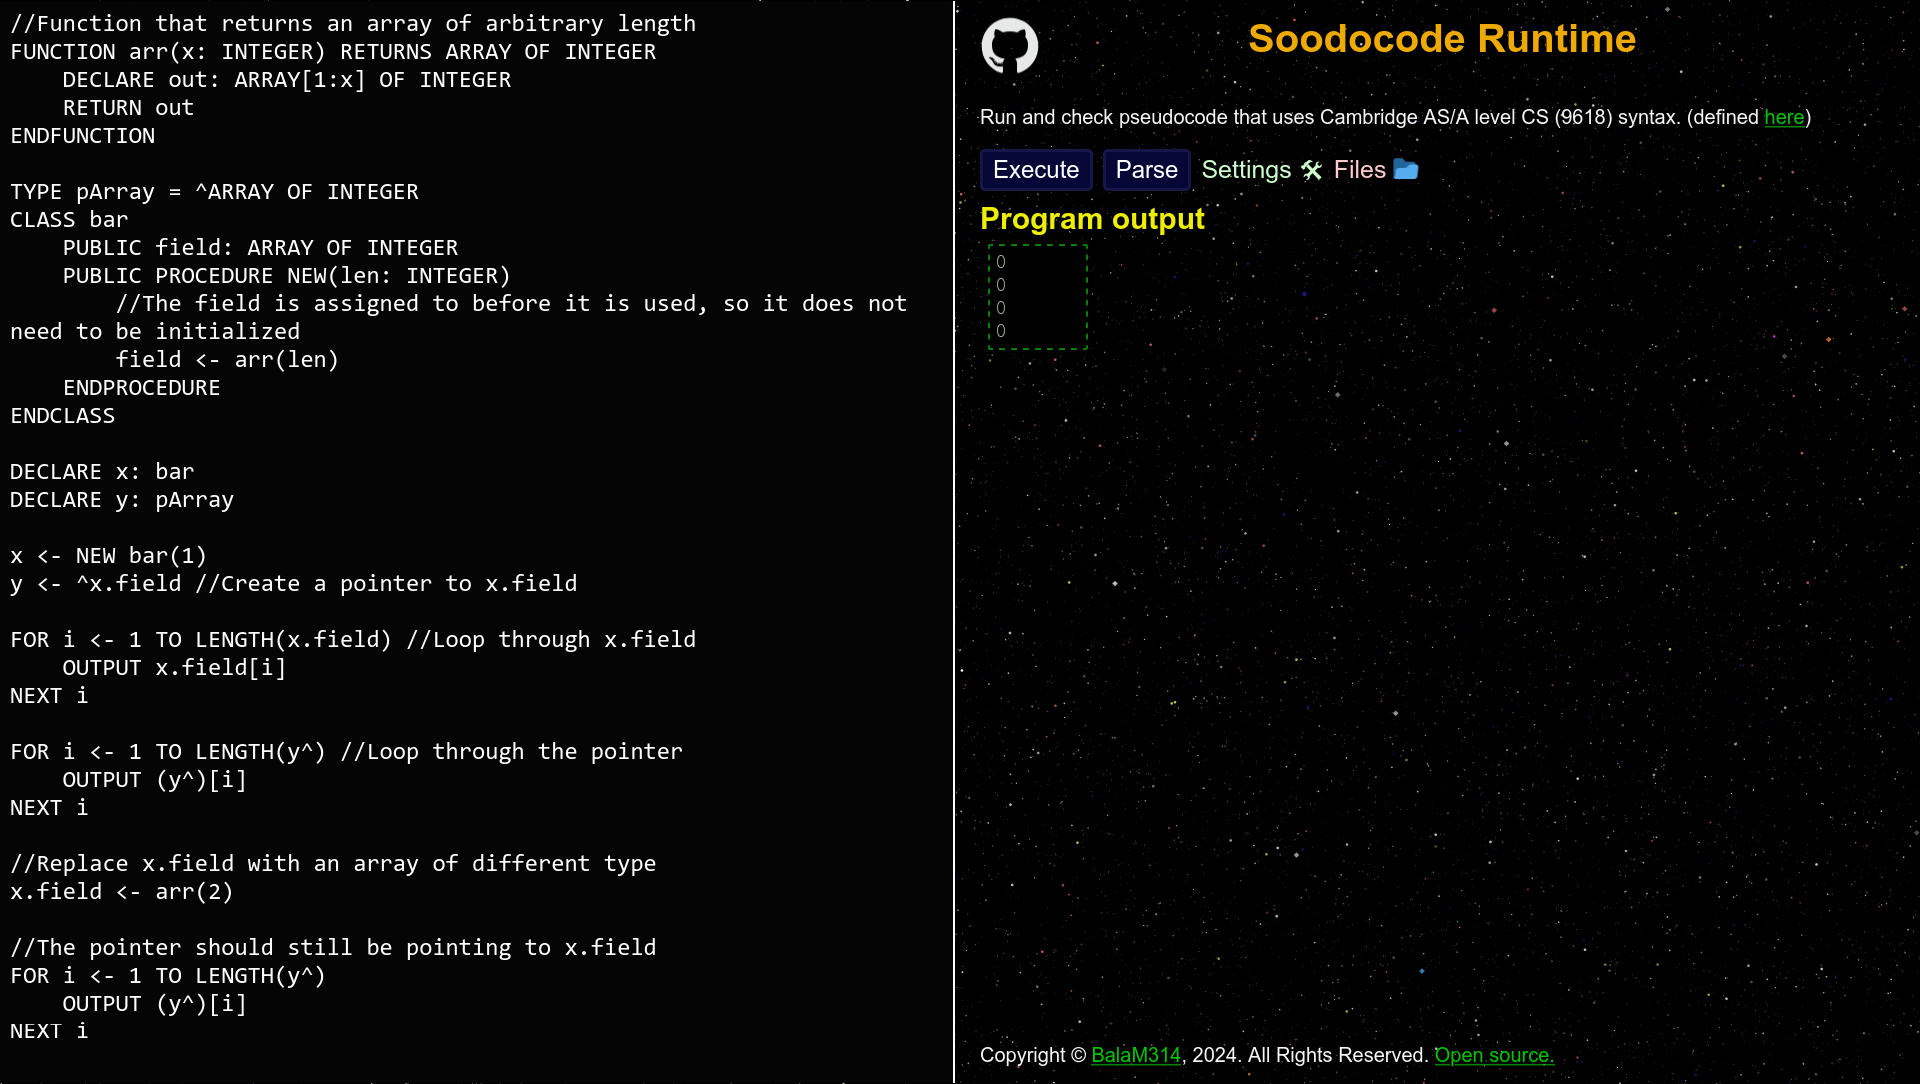 //Function that returns an array of arbitrary length
FUNCTION arr(x: INTEGER) RETURNS ARRAY OF INTEGER
    DECLARE out: ARRAY[1:x] OF INTEGER
    RETURN out
ENDFUNCTION

TYPE pArray = ^ARRAY OF INTEGER
CLASS bar
    PUBLIC field: ARRAY OF INTEGER
    PUBLIC PROCEDURE NEW(len: INTEGER)
        //The field is assigned to before it is used, so it does not
need to be initialized
        field <- arr(len)
    ENDPROCEDURE
ENDCLASS

DECLARE x: bar
DECLARE y: pArray

x <- NEW bar(1)
y <- ^x.field //Create a pointer to x.field

FOR i <- 1 TO LENGTH(x.field) //Loop through x.field
    OUTPUT x.field[i]
NEXT i

FOR i <- 1 TO LENGTH(y^) //Loop through the pointer
    OUTPUT (y^)[i]
NEXT i

//Replace x.field with an array of different type
x.field <- arr(2)

//The pointer should still be pointing to x.field
FOR i <- 1 TO LENGTH(y^)
    OUTPUT (y^)[i]
NEXT i

Soodocode Runtime
Run and check pseudocode that uses Cambridge AS/A level CS (9618) syntax. (defined here)
Execute Parse Settings 🛠 Files 📁
Program output
0
0
0
0
Copyright © BalaM314, 2024. All Rights Reserved. Open source.